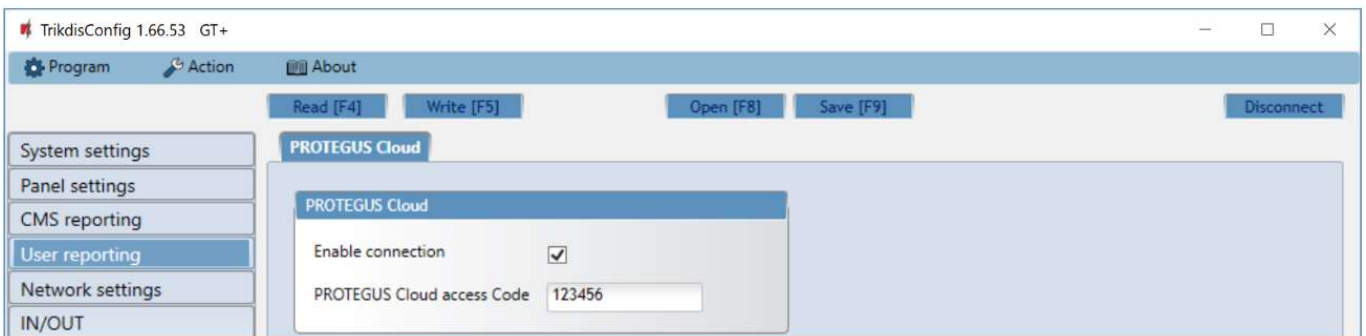 TrikdisConfig 1.66.53 GT+
Program Action About
Read [F4] Write [F5] Open [F8] Save [F9] Disconnect
System settings
Panel settings
CMS reporting
User reporting
Network settings
IN/OUT
PROTEGUS Cloud
PROTEGUS Cloud
Enable connection
PROTEGUS Cloud access Code 123456